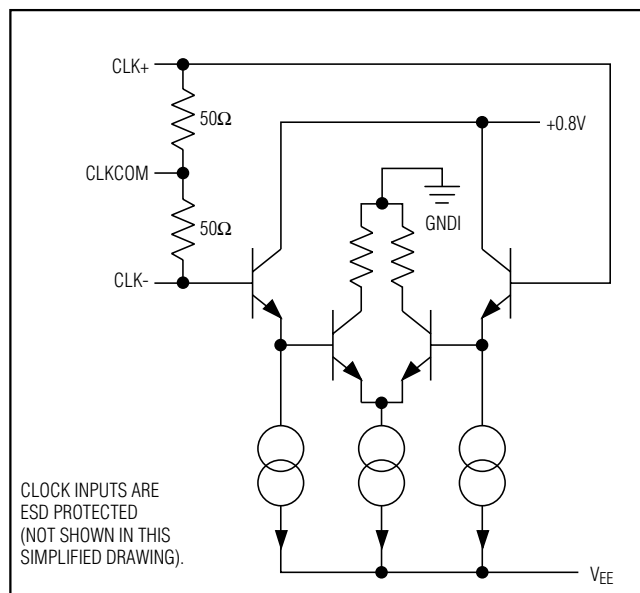 CLK+
50Ω
+0.8V
CLKCOM
GNDI
50Ω
CLK-
CLOCK INPUTS ARE
ESD PROTECTED
(NOT SHOWN IN THIS
SIMPLIFIED DRAWING).
VEE